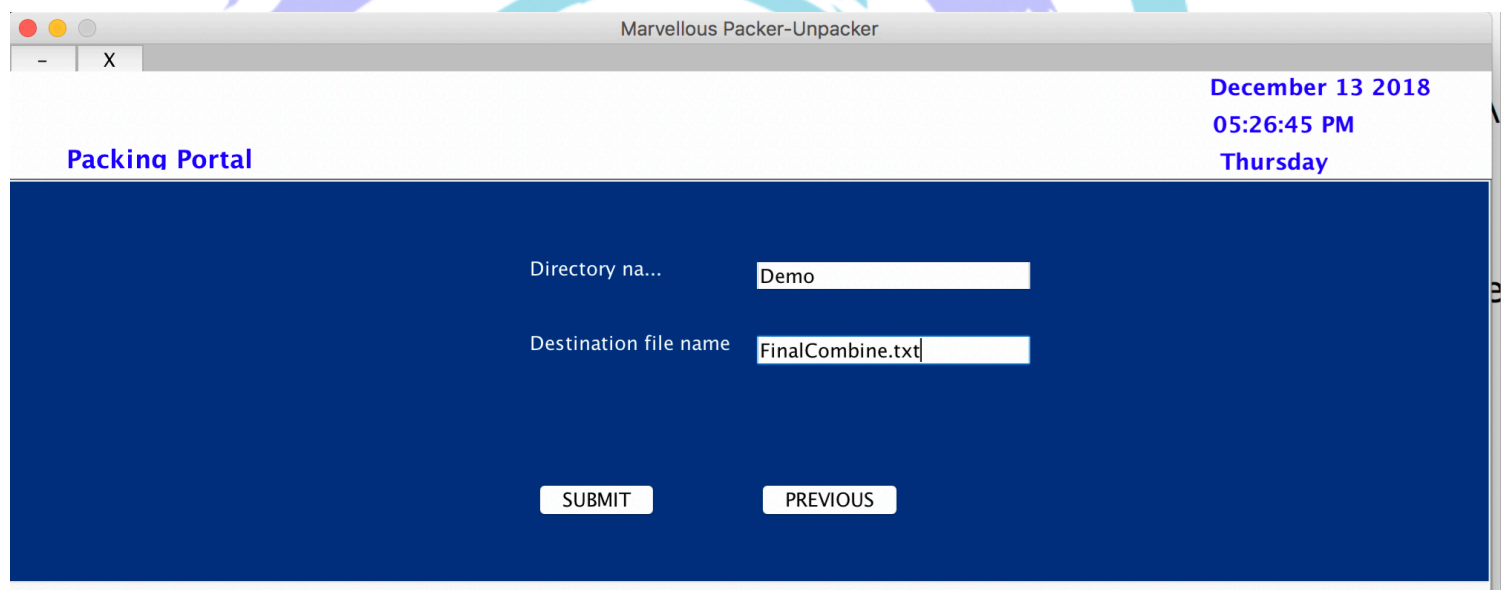 Marvellous Packer-Unpacker
– X
December 13 2018
05:26:45 PM
Packing Portal
Thursday
Directory na...
Demo
Destination file name
FinalCombine.txt
SUBMIT
PREVIOUS